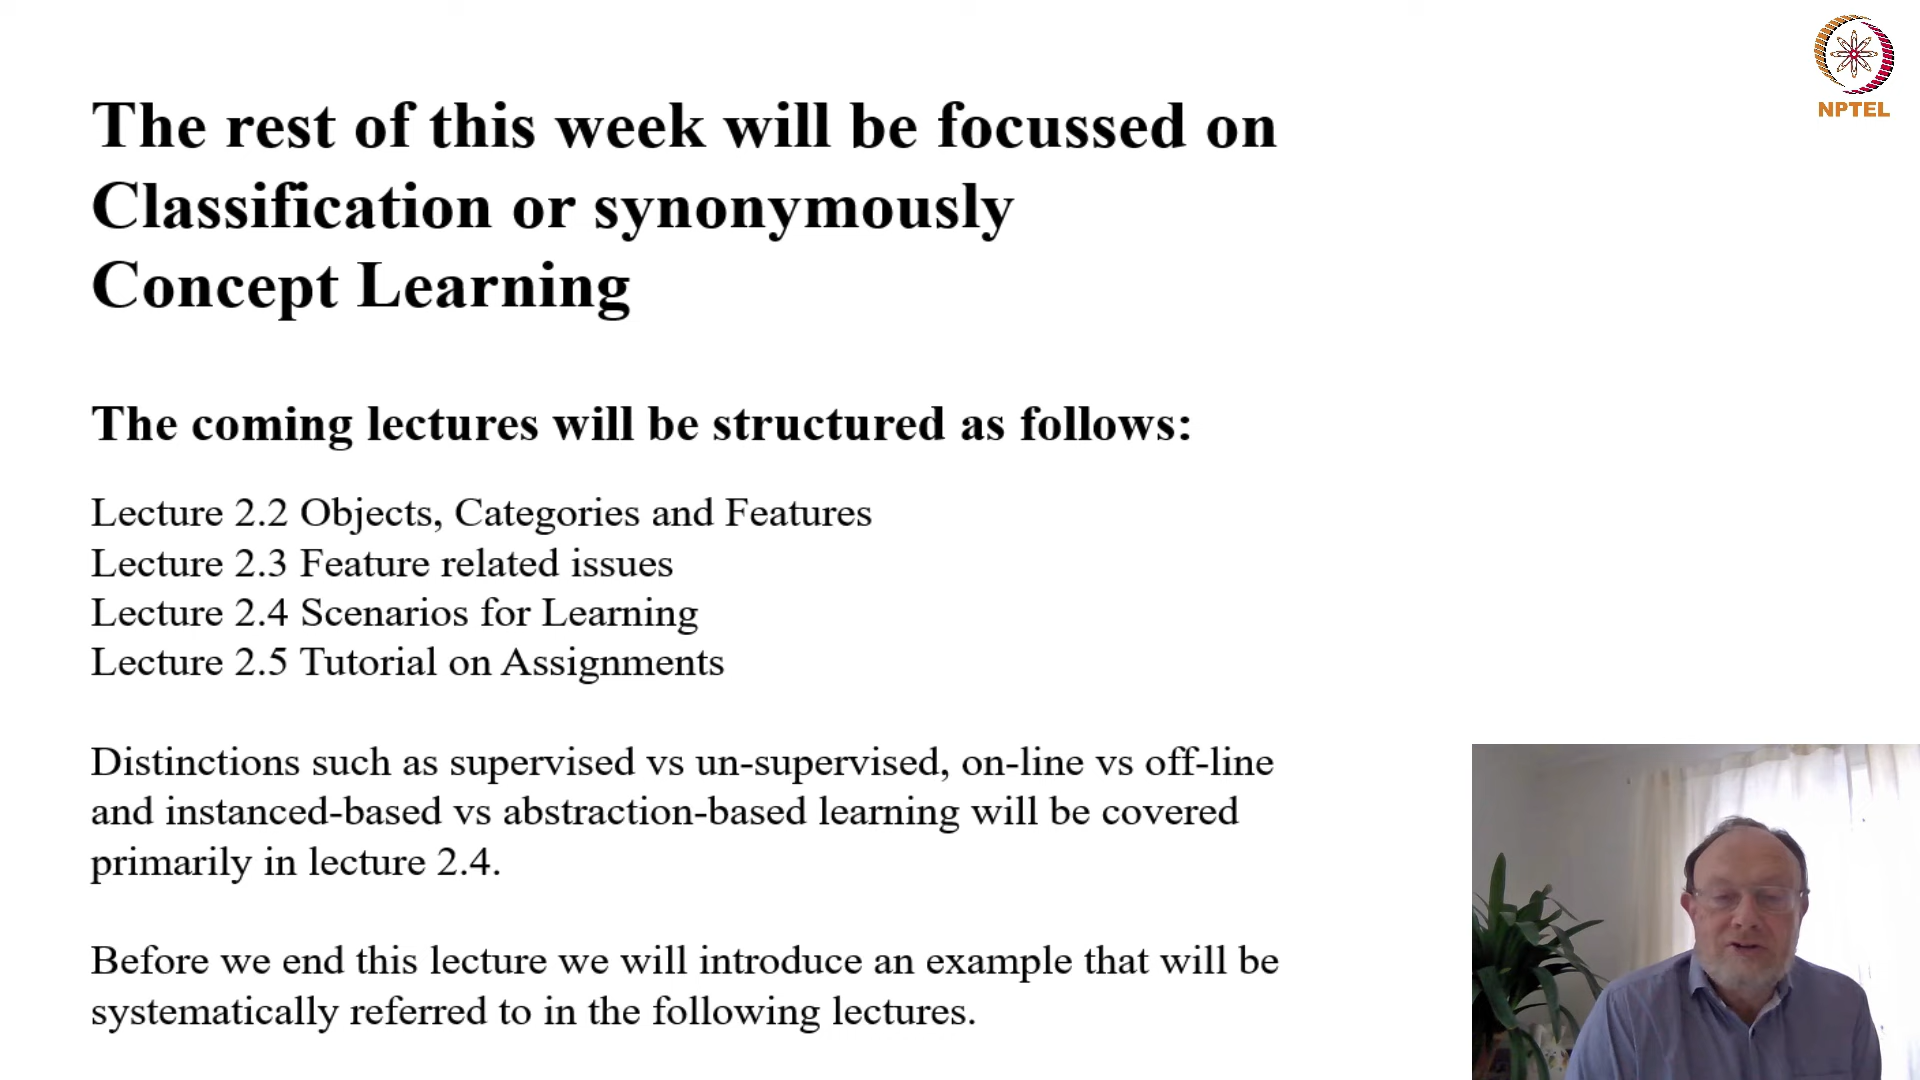 The rest of this week will be focussed on
Classification or synonymously
Concept Learning
The coming lectures will be structured as follows:
Lecture 2.2 Objects, Categories and Features
Lecture 2.3 Feature related issues
Lecture 2.4 Scenarios for Learning
Lecture 2.5 Tutorial on Assignments
Distinctions such as supervised vs un-supervised, on-line vs off-line
and instanced-based vs abstraction-based learning will be covered
primarily in lecture 2.4.
Before we end this lecture we will introduce an example that will be
systematically referred to in the following lectures.
NPTEL